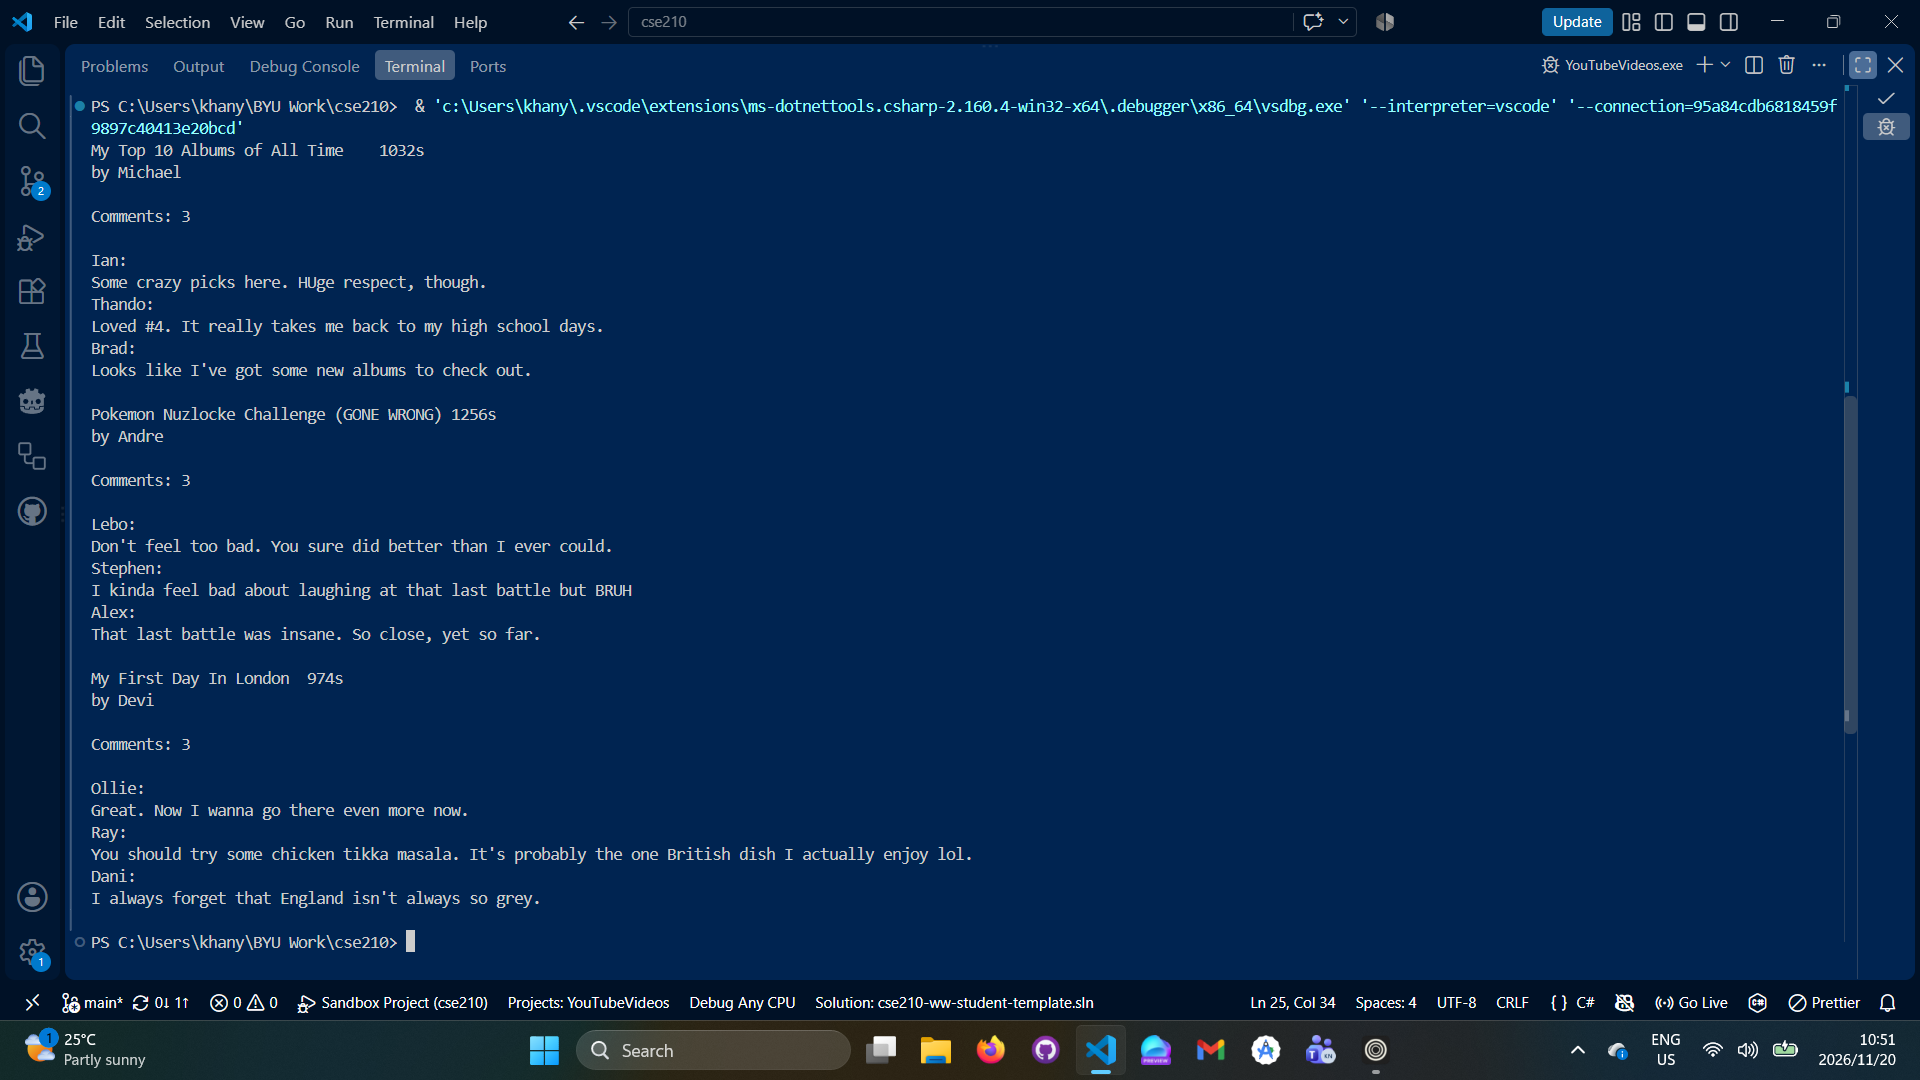 File Edit Selection View Go Run Terminal Help
cse210
Update
Problems Output Debug Console Terminal Ports
YouTubeVideos.exe
PS C:\Users\khany\BYU Work\cse210>  & 'c:\Users\khany\.vscode\extensions\ms-dotnettools.csharp-2.160.4-win32-x64\.debugger\x86_64\vsdbg.exe' '--interpreter=vscode' '--connection=95a84cdb6818459f
9897c40413e20bcd'
My Top 10 Albums of All Time    1032s
by Michael
Comments: 3
Ian:
Some crazy picks here. HUge respect, though.
Thando:
Loved #4. It really takes me back to my high school days.
Brad:
Looks like I've got some new albums to check out.
Pokemon Nuzlocke Challenge (GONE WRONG) 1256s
by Andre
Comments: 3
Lebo:
Don't feel too bad. You sure did better than I ever could.
Stephen:
I kinda feel bad about laughing at that last battle but BRUH
Alex:
That last battle was insane. So close, yet so far.
My First Day In London  974s
by Devi
Comments: 3
Ollie:
Great. Now I wanna go there even more now.
Ray:
You should try some chicken tikka masala. It's probably the one British dish I actually enjoy lol.
Dani:
I always forget that England isn't always so grey.
PS C:\Users\khany\BYU Work\cse210>
2
1
main* 0↓ 1↑ 0 0 Sandbox Project (cse210) Projects: YouTubeVideos Debug Any CPU Solution: cse210-ww-student-template.sln Ln 25, Col 34 Spaces: 4 UTF-8 CRLF { } C# Go Live Prettier
1
25°C
Partly sunny
Search
PREVIEW
T
KN
ENG
US
10:51
2026/11/20